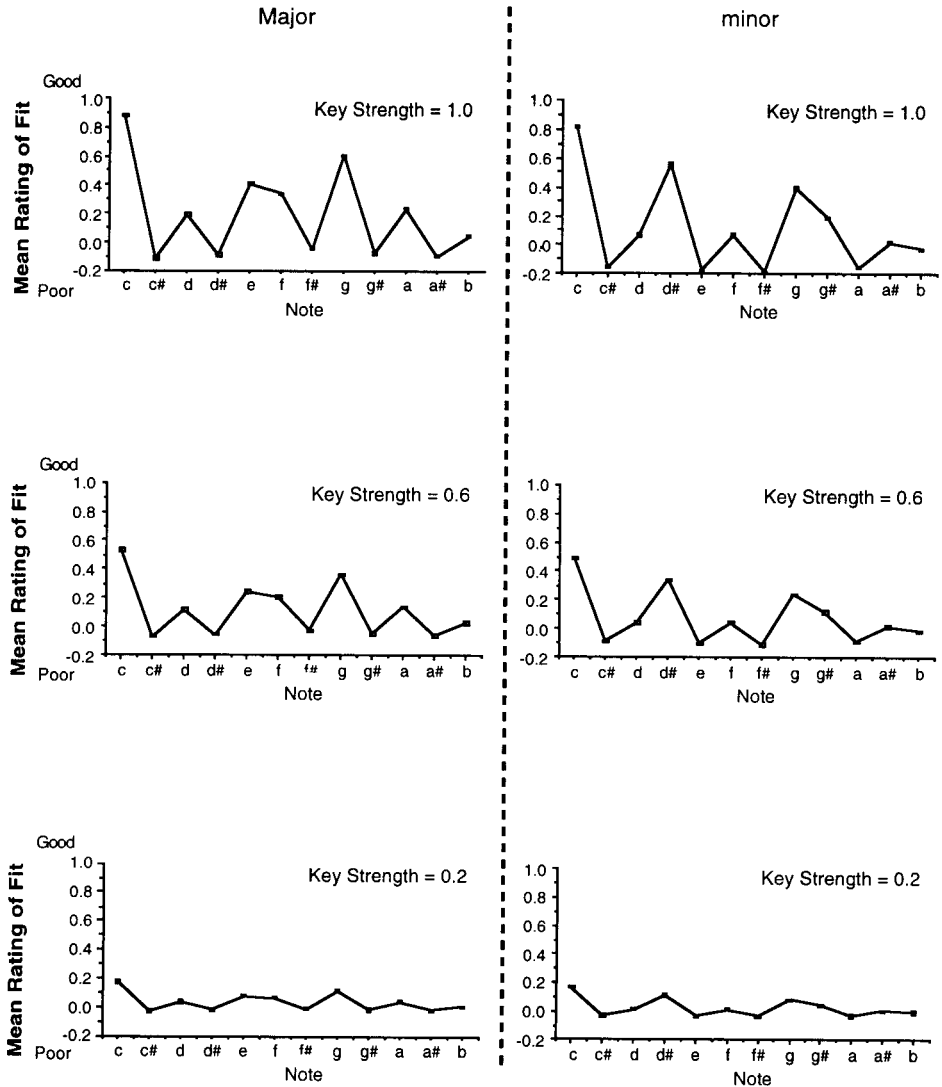 Major
minor
Good
Mean Rating of Fit
1.0
0.8
0.6
0.4
0.2
0.0
-0.2
Poor
Key Strength = 1.0
c c# d d# e f f# g g# a a# b
Note
1.0
0.8
0.6
0.4
0.2
0.0
-0.2
Key Strength = 1.0
c c# d d# e f f# g g# a a# b
Note
Good
Mean Rating of Fit
1.0
0.8
0.6
0.4
0.2
0.0
-0.2
Poor
Key Strength = 0.6
c c# d d# e f f# g g# a a# b
Note
1.0
0.8
0.6
0.4
0.2
0.0
-0.2
Key Strength = 0.6
c c# d d# e f f# g g# a a# b
Note
Good
Mean Rating of Fit
1.0
0.8
0.6
0.4
0.2
0.0
-0.2
Poor
Key Strength = 0.2
c c# d d# e f f# g g# a a# b
Note
1.0
0.8
0.6
0.4
0.2
0.0
-0.2
Key Strength = 0.2
c c# d d# e f f# g g# a a# b
Note